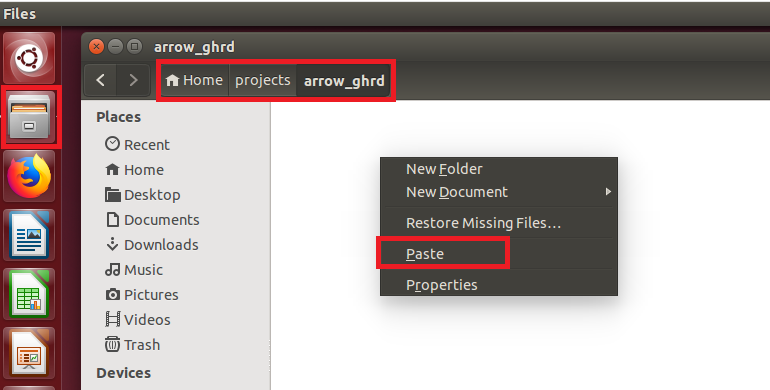 Files
arrow_ghrd
Home projects arrow_ghrd
Places
Recent
Home
Desktop
Documents
Downloads
Music
Pictures
Videos
Trash
Devices
New Folder
New Document
Restore Missing Files...
Paste
Properties